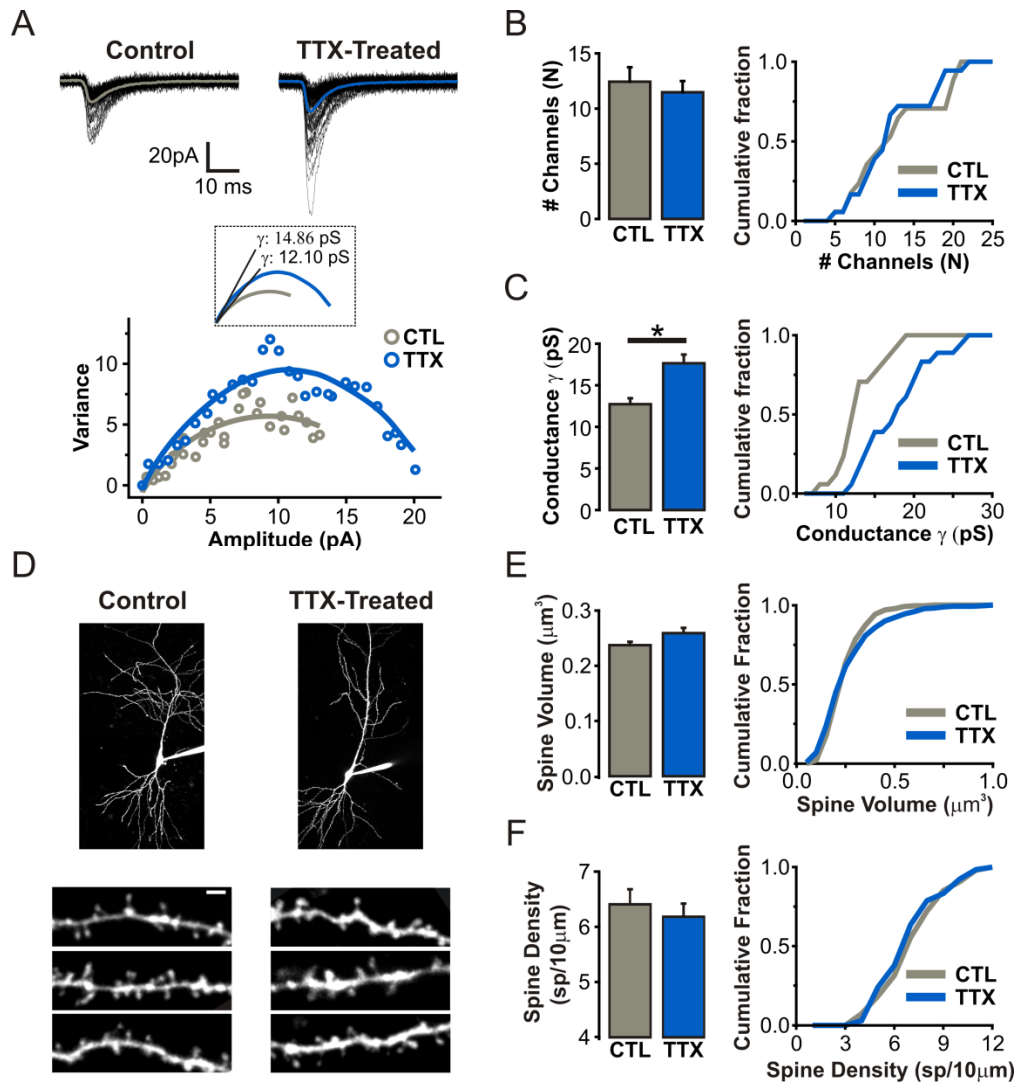 A
Control
TTX-Treated
20pA
10 ms
γ: 14.86 pS
γ: 12.10 pS
CTL
TTX
Variance
10
5
0
0 5 10 15 20
Amplitude (pA)
B
# Channels (N)
15
10
5
0
CTL TTX
Cumulative fraction
1.0
0.5
0.0
CTL
TTX
0 5 10 15 20 25
# Channels (N)
C
Conductance γ (pS)
*
20
15
10
5
0
CTL TTX
Cumulative fraction
1.0
0.5
0.0
CTL
TTX
10 20 30
Conductance γ (pS)
D
Control
TTX-Treated
E
Spine Volume (μm³)
0.3
0.2
0.1
0.0
CTL TTX
Cumulative Fraction
1.0
0.5
0.0
CTL
TTX
0.0 0.5 1.0
Spine Volume (μm³)
F
Spine Density
(sp/10μm)
7
6
5
4
CTL TTX
Cumulative Fraction
1.0
0.5
0.0
CTL
TTX
3 6 9 12
Spine Density (sp/10μm)